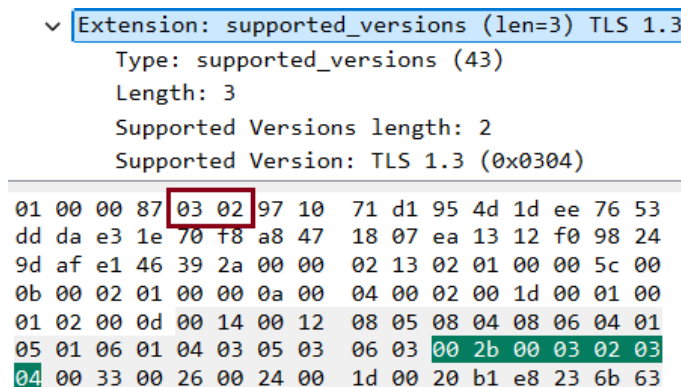 Extension: supported_versions (len=3) TLS 1.3
Type: supported_versions (43)
Length: 3
Supported Versions length: 2
Supported Version: TLS 1.3 (0x0304)
01 00 00 87 03 02 97 10 71 d1 95 4d 1d ee 76 53
dd da e3 1e 70 f8 a8 47 18 07 ea 13 12 f0 98 24
9d af e1 46 39 2a 00 00 02 13 02 01 00 00 5c 00
0b 00 02 01 00 00 0a 00 04 00 02 00 1d 00 01 00
01 02 00 0d 00 14 00 12 08 05 08 04 08 06 04 01
05 01 06 01 04 03 05 03 06 03 00 2b 00 03 02 03
04 00 33 00 26 00 24 00 1d 00 20 b1 e8 23 6b 63